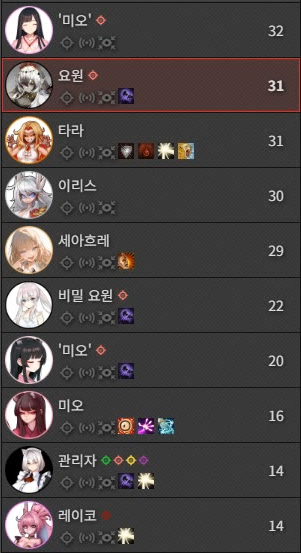 '미오' 32
요원 31
타라 31
이리스 30
세아흐레 29
비밀 요원 22
'미오' 20
미오 16
관리자 14
레이코 14